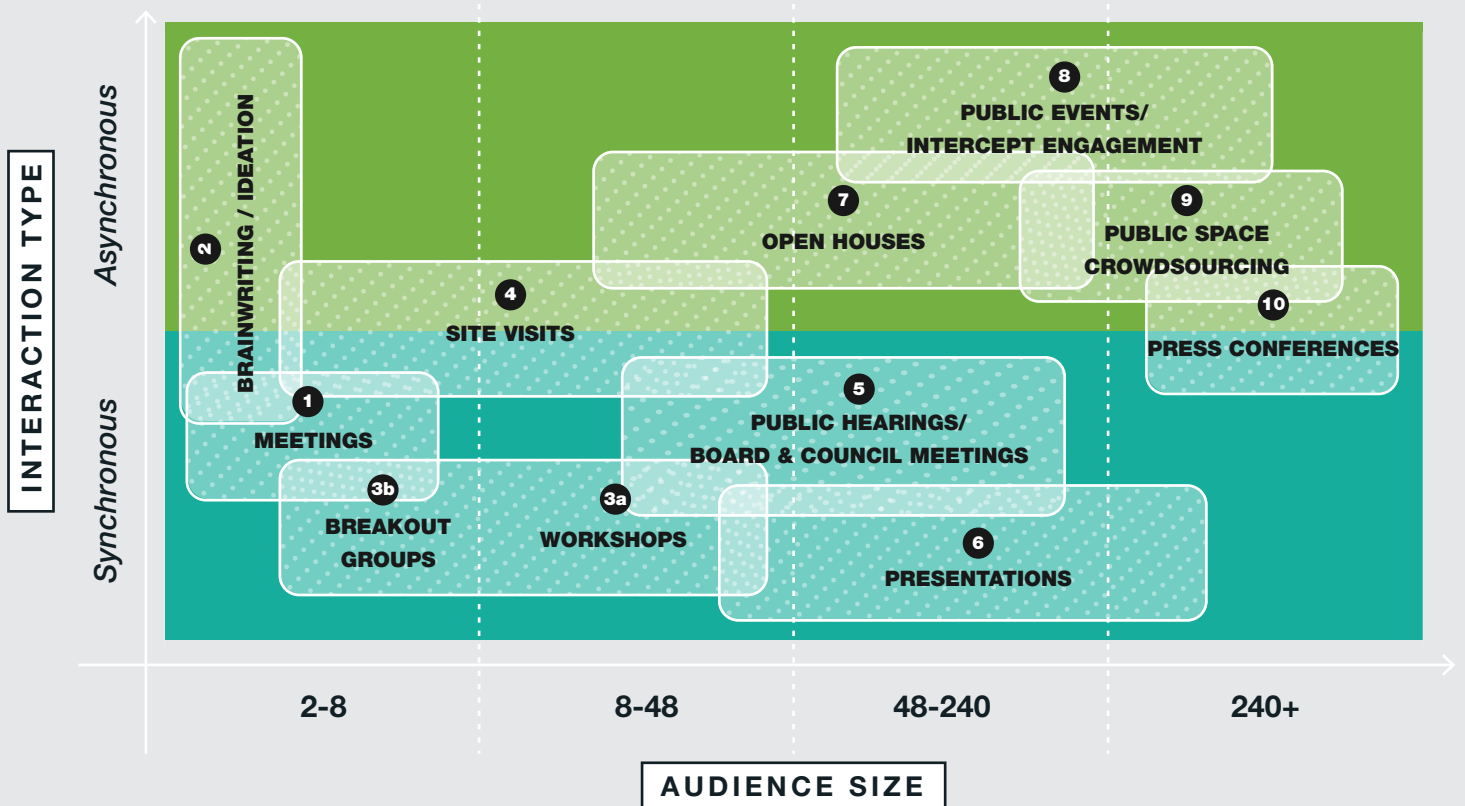 INTERACTION TYPE
Asynchronous
Synchronous
2
BRAINWRITING / IDEATION
8
PUBLIC EVENTS/
INTERCEPT ENGAGEMENT
7
OPEN HOUSES
9
PUBLIC SPACE
CROWDSOURCING
4
SITE VISITS
10
PRESS CONFERENCES
1
MEETINGS
5
PUBLIC HEARINGS/
BOARD & COUNCIL MEETINGS
3b
BREAKOUT
GROUPS
3a
WORKSHOPS
6
PRESENTATIONS
2-8
8-48
48-240
240+
AUDIENCE SIZE